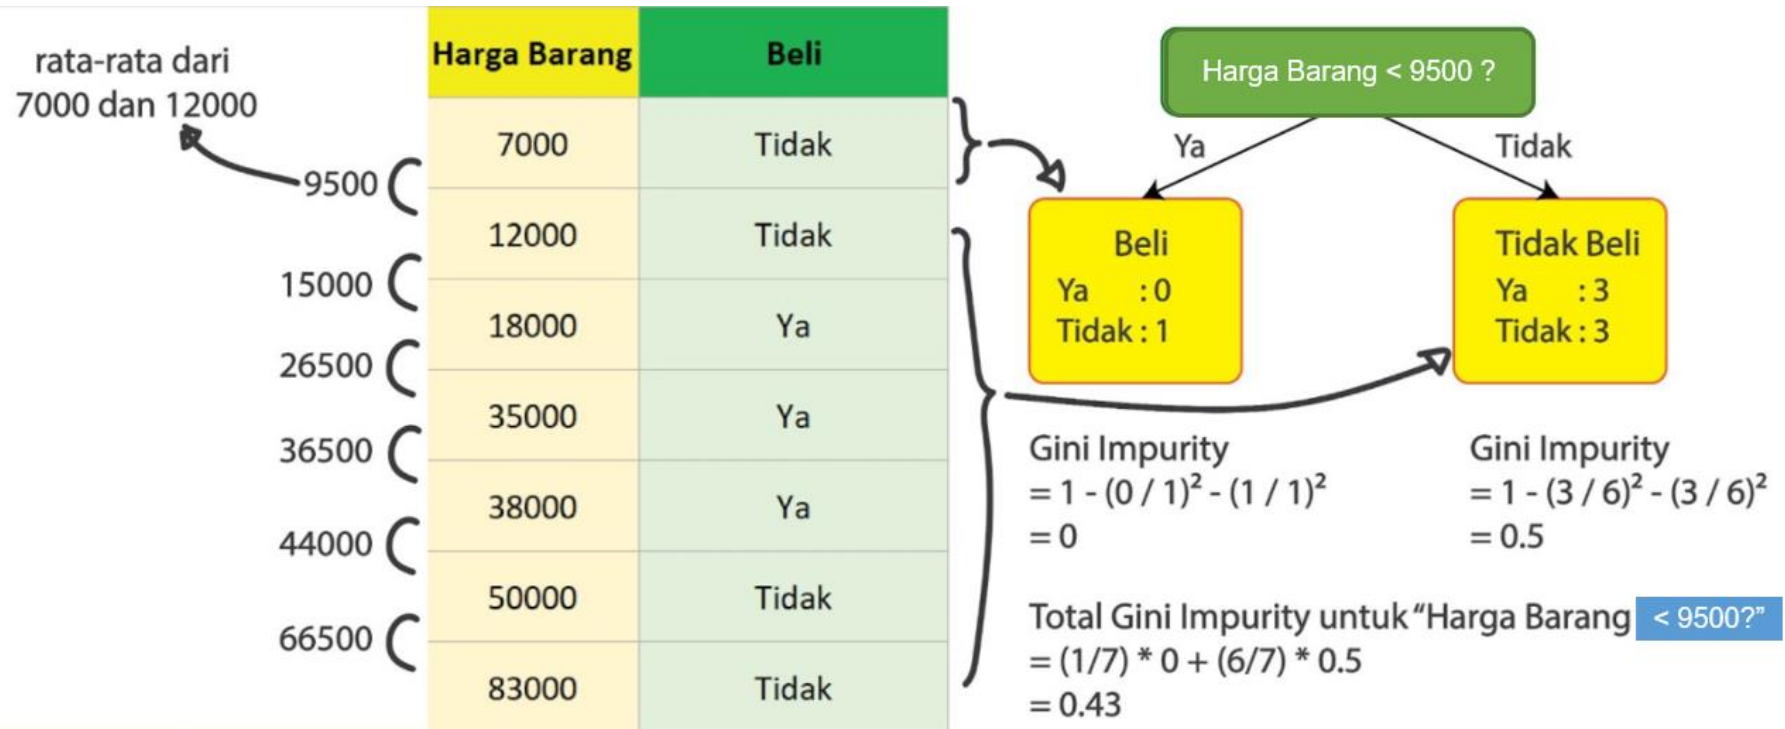 rata-rata dari
7000 dan 12000
9500
15000
26500
36500
44000
66500
Harga Barang Beli
7000 Tidak
12000 Tidak
18000 Ya
35000 Ya
38000 Ya
50000 Tidak
83000 Tidak
Harga Barang < 9500 ?
Ya Tidak
Beli
Ya : 0
Tidak : 1
Tidak Beli
Ya : 3
Tidak : 3
Gini Impurity
= 1 - (0 / 1)² - (1 / 1)²
= 0
Gini Impurity
= 1 - (3 / 6)² - (3 / 6)²
= 0.5
Total Gini Impurity untuk “Harga Barang < 9500?”
= (1/7) * 0 + (6/7) * 0.5
= 0.43